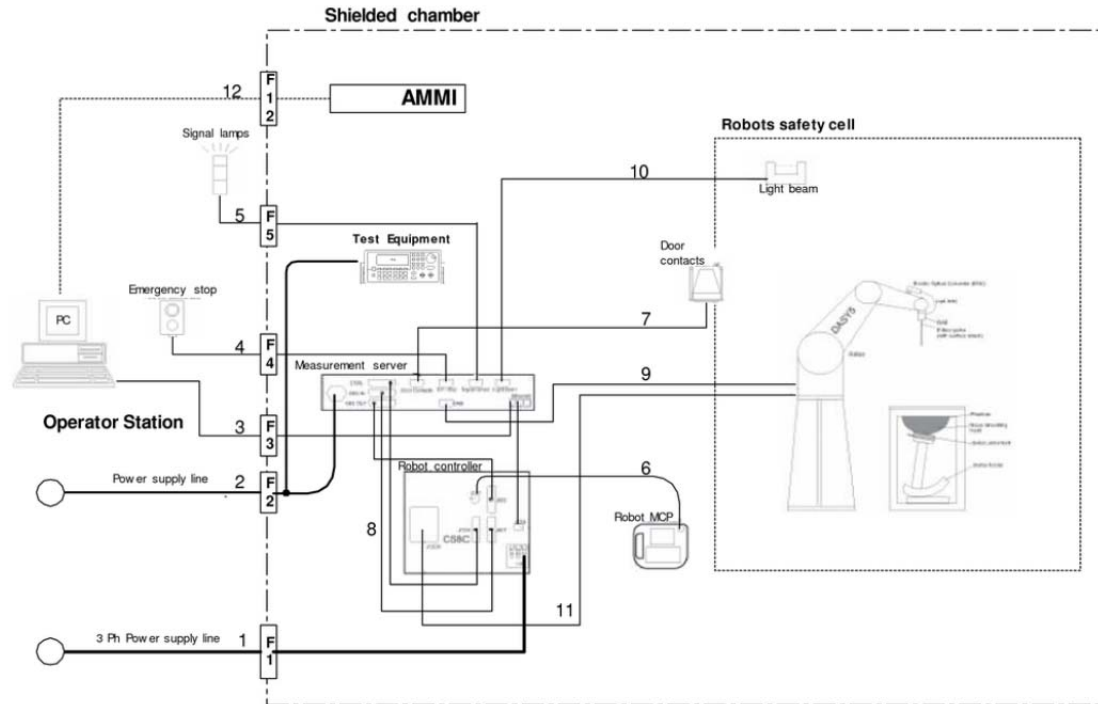 Shielded chamber
12
F
1
2
AMMI
Signal lamps
Robots safety cell
10
Light beam
5
F
5
Test Equipment
Door
contacts
Emergency stop
PC
DASY5
7
4
F
4
Measurement server
9
Operator Station
3
F
3
Power supply line
2
F
2
Robot controller
6
Robot MCP
8
CS8C
11
3 Ph Power supply line
1
F
1